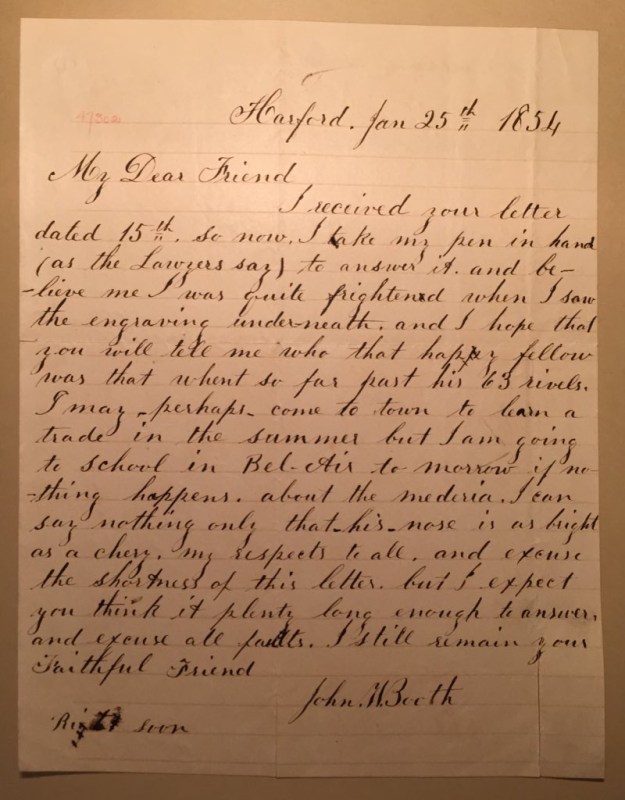 Harford. Jan 25th 1854
My Dear Friend
I received your letter
dated 15th. so now. I take my pen in hand
(as the Lawyers say) to answer it. and be-
-lieve me I was quite frightened when I saw
the engraving underneath. and I hope that
you will tell me who that happy fellow
was that whent so far past his 63 rivels.
I may - perhaps - come to town to learn a
trade in the summer but I am going
to school in Bel-Air to morrow if no-
-thing happens. about the mederia. I can
say nothing only that his nose is as bright
as a chery. my respects to all. and excuse
the shortness of this letter. but I expect
you think it plenty long enough to answer.
and excuse all faults. I still remain your
Faithful Friend
John. W. Booth
soon